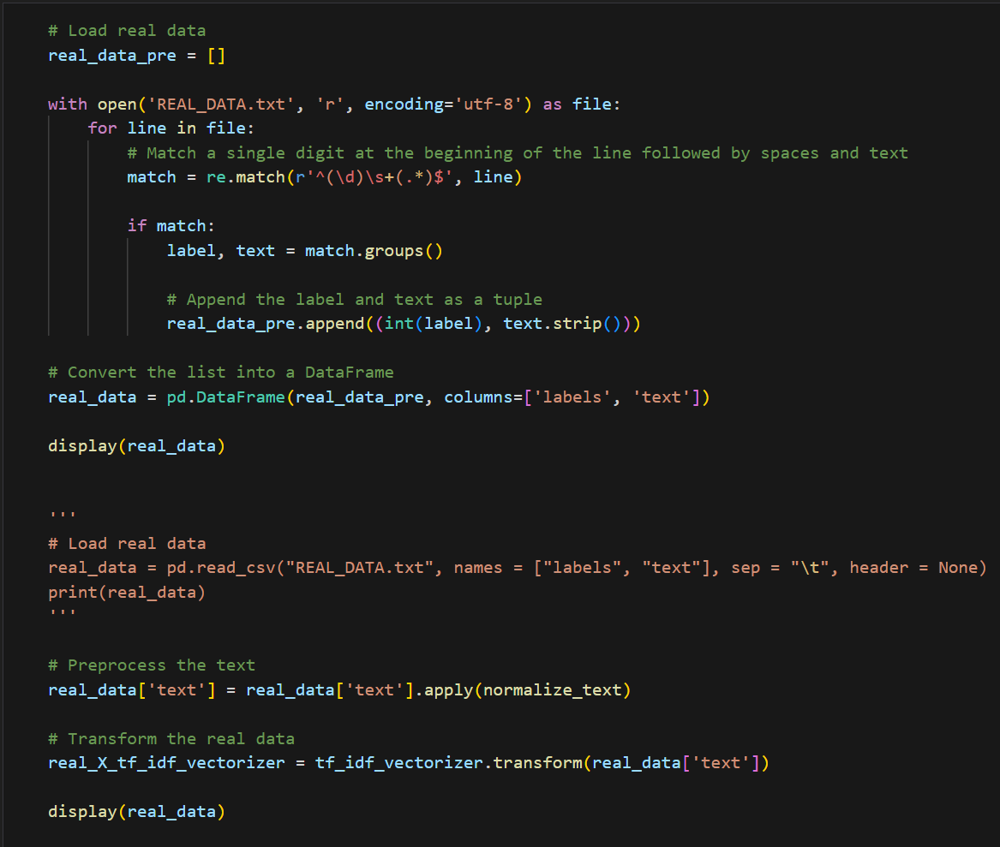 # Load real data
real_data_pre = []
with open('REAL_DATA.txt', 'r', encoding='utf-8') as file:
for line in file:
# Match a single digit at the beginning of the line followed by spaces and text
match = re.match(r'^(\d)\s+(.*)$', line)
if match:
label, text = match.groups()
# Append the label and text as a tuple
real_data_pre.append((int(label), text.strip()))
# Convert the list into a DataFrame
real_data = pd.DataFrame(real_data_pre, columns=['labels', 'text'])
display(real_data)
'''
# Load real data
real_data = pd.read_csv("REAL_DATA.txt", names = ["labels", "text"], sep = "\t", header = None)
print(real_data)
'''
# Preprocess the text
real_data['text'] = real_data['text'].apply(normalize_text)
# Transform the real data
real_X_tf_idf_vectorizer = tf_idf_vectorizer.transform(real_data['text'])
display(real_data)